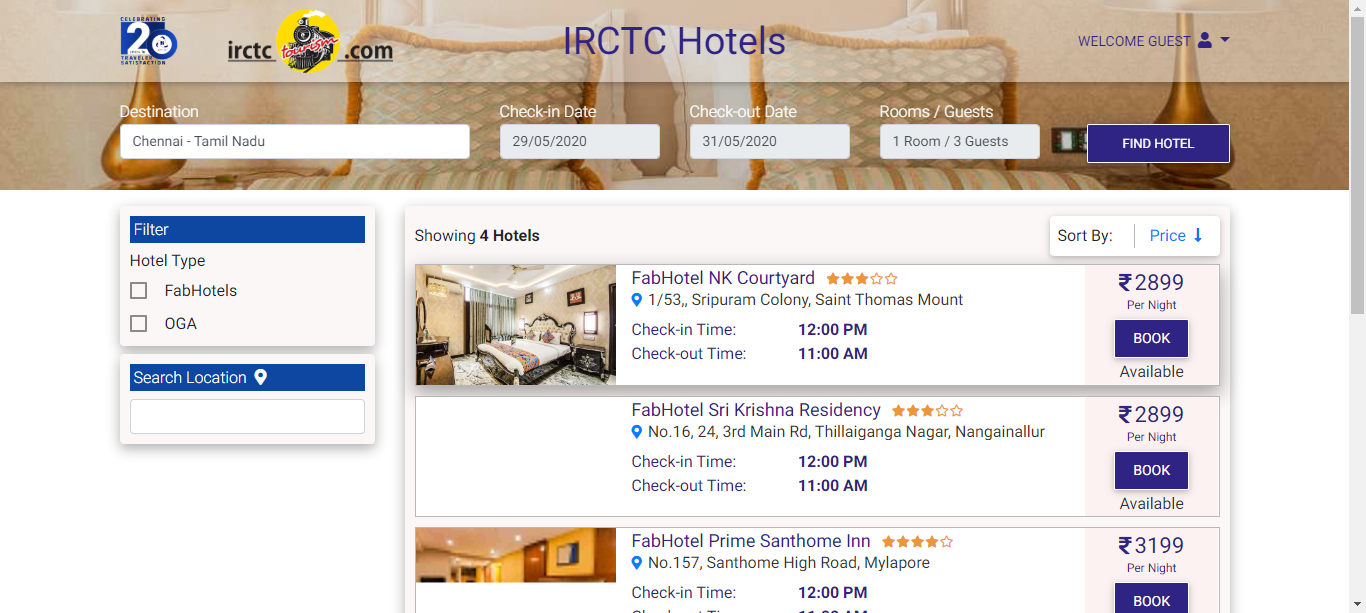 CELEBRATING
20
TRAVELER
SATISFACTION
irctc tourism .com
IRCTC Hotels
WELCOME GUEST
Destination
Check-in Date
Check-out Date
Rooms / Guests
Chennai - Tamil Nadu
29/05/2020
31/05/2020
1 Room / 3 Guests
FIND HOTEL
Filter
Hotel Type
FabHotels
OGA
Search Location
Showing 4 Hotels
Sort By:
Price
FabHotel NK Courtyard
1/53,, Sripuram Colony, Saint Thomas Mount
Check-in Time: 12:00 PM
Check-out Time: 11:00 AM
₹2899
Per Night
BOOK
Available
FabHotel Sri Krishna Residency
No.16, 24, 3rd Main Rd, Thillaiganga Nagar, Nangainallur
Check-in Time: 12:00 PM
Check-out Time: 11:00 AM
₹2899
Per Night
BOOK
Available
FabHotel Prime Santhome Inn
No.157, Santhome High Road, Mylapore
Check-in Time: 12:00 PM
₹3199
Per Night
BOOK